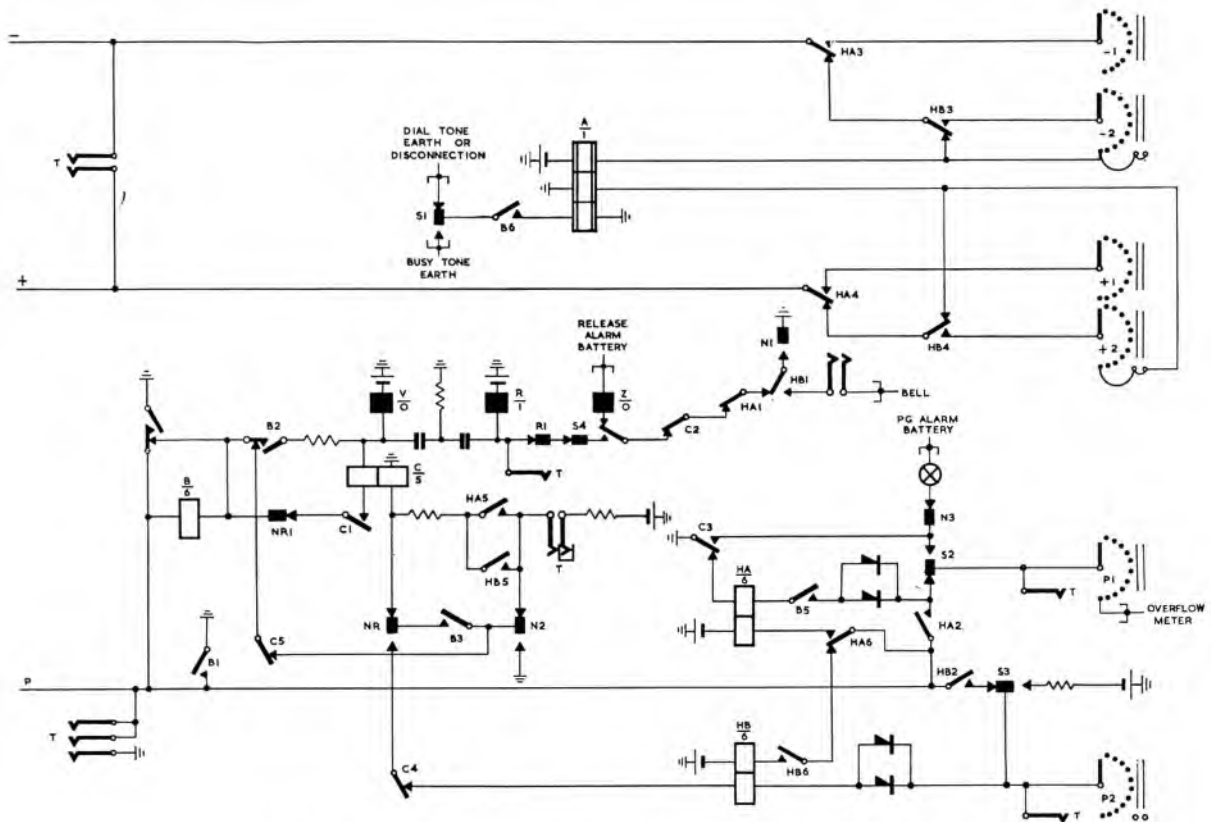 -
HA3
-1
HB3
-2
DIAL TONE
EARTH OR
DISCONNECTION
A
1
T
S1
B6
BUSY TONE
EARTH
+
HA4
+1
RELEASE
ALARM
BATTERY
N1
HB4
+2
HB1
BELL
V
0
R
1
Z
0
HA1
C2
PG ALARM
BATTERY
B2
R1
S4
T
C
5
N3
B
6
NR1
C1
HA5
C3
S2
HB5
T
HA
6
B5
P1
T
NR
B3
N2
HA2
OVERFLOW
METER
C5
HA6
B1
P
HB2
S3
T
HB
6
HB6
C4
P2
T